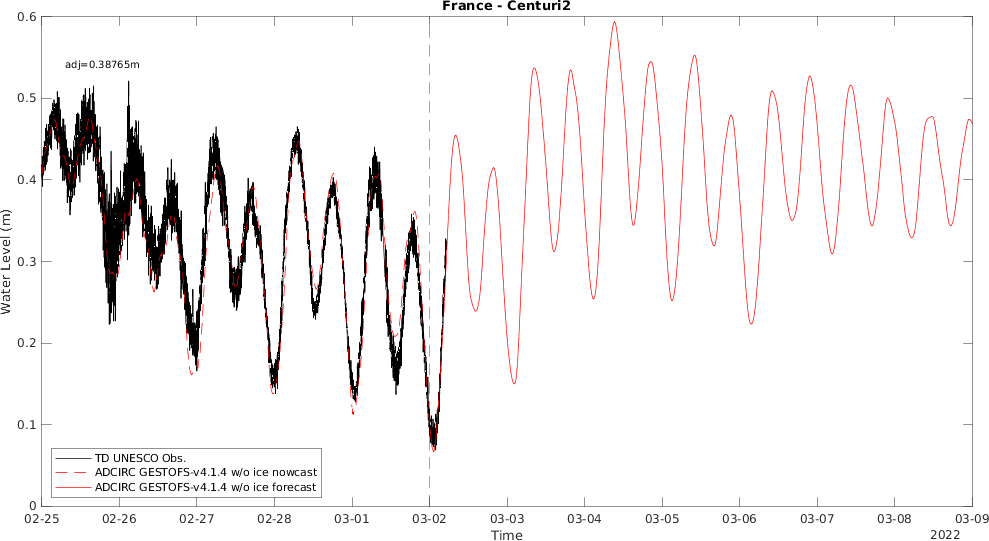 France - Centuri2
adj=0.38765m
0.6
0.5
0.4
0.3
0.2
0.1
0
Water Level (m)
TD UNESCO Obs.
ADCIRC GESTOFS-v4.1.4 w/o ice nowcast
ADCIRC GESTOFS-v4.1.4 w/o ice forecast
02-25 02-26 02-27 02-28 03-01 03-02 03-03 03-04 03-05 03-06 03-07 03-08 03-09
Time
2022